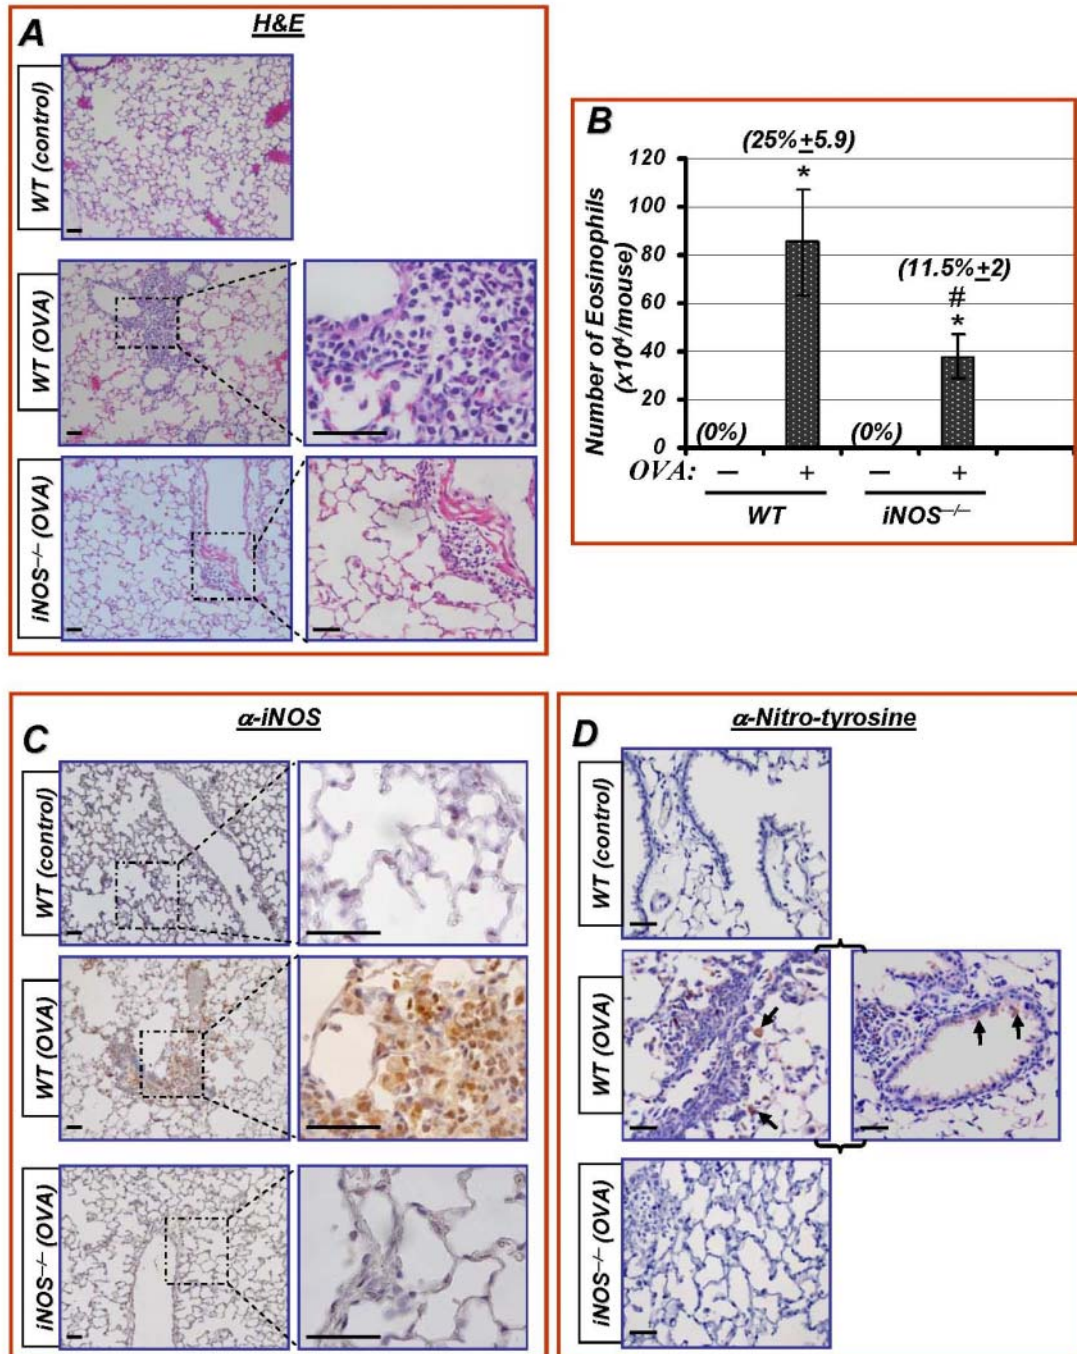 A
H&E
WT (control)
WT (OVA)
iNOS–/– (OVA)
B
(25%±5.9)
*
(11.5%±2)
#
*
(0%)
(0%)
120
100
80
60
40
20
0
Number of Eosinophils
(x10⁴/mouse)
OVA: – + – +
WT iNOS–/–
C
α-iNOS
WT (control)
WT (OVA)
iNOS–/– (OVA)
D
α-Nitro-tyrosine
WT (control)
WT (OVA)
iNOS–/– (OVA)